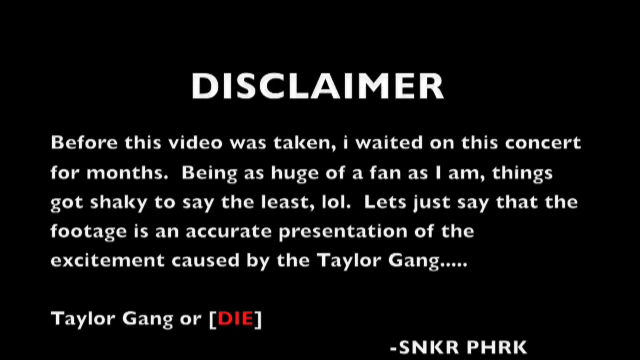 DISCLAIMER
Before this video was taken, i waited on this concert
for months.  Being as huge of a fan as I am, things
got shaky to say the least, lol.  Lets just say that the
footage is an accurate presentation of the
excitement caused by the Taylor Gang.....
Taylor Gang or [DIE]
-SNKR PHRK